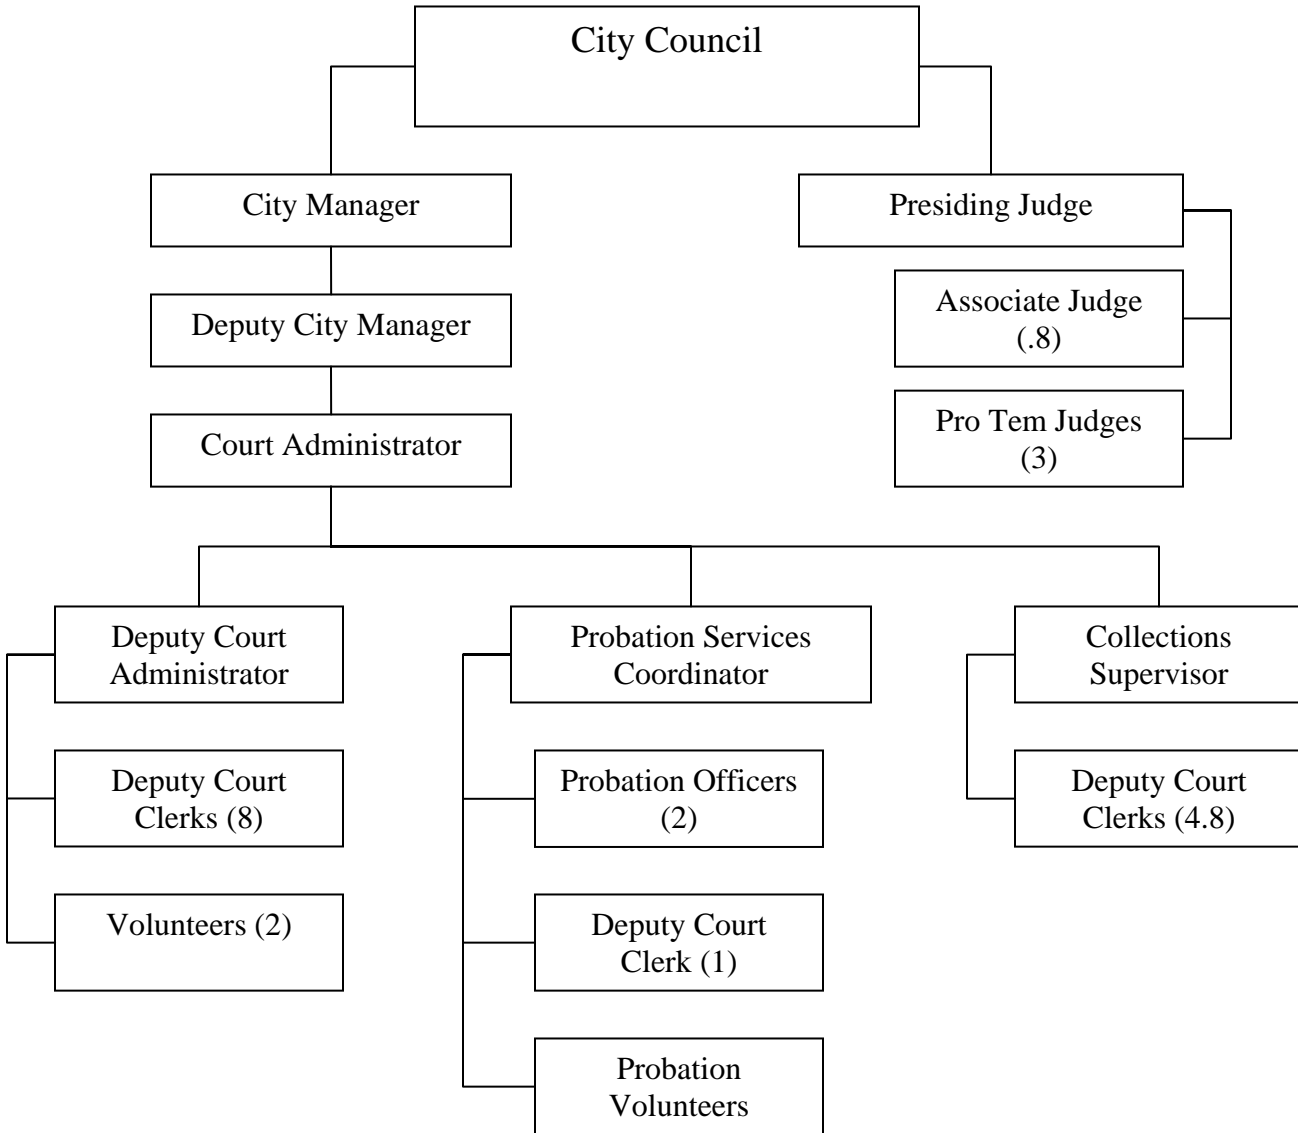 City Council
City Manager
Presiding Judge
Deputy City Manager
Associate Judge
(.8)
Court Administrator
Pro Tem Judges
(3)
Deputy Court
Administrator
Probation Services
Coordinator
Collections
Supervisor
Deputy Court
Clerks (8)
Probation Officers
(2)
Deputy Court
Clerks (4.8)
Volunteers (2)
Deputy Court
Clerk (1)
Probation
Volunteers